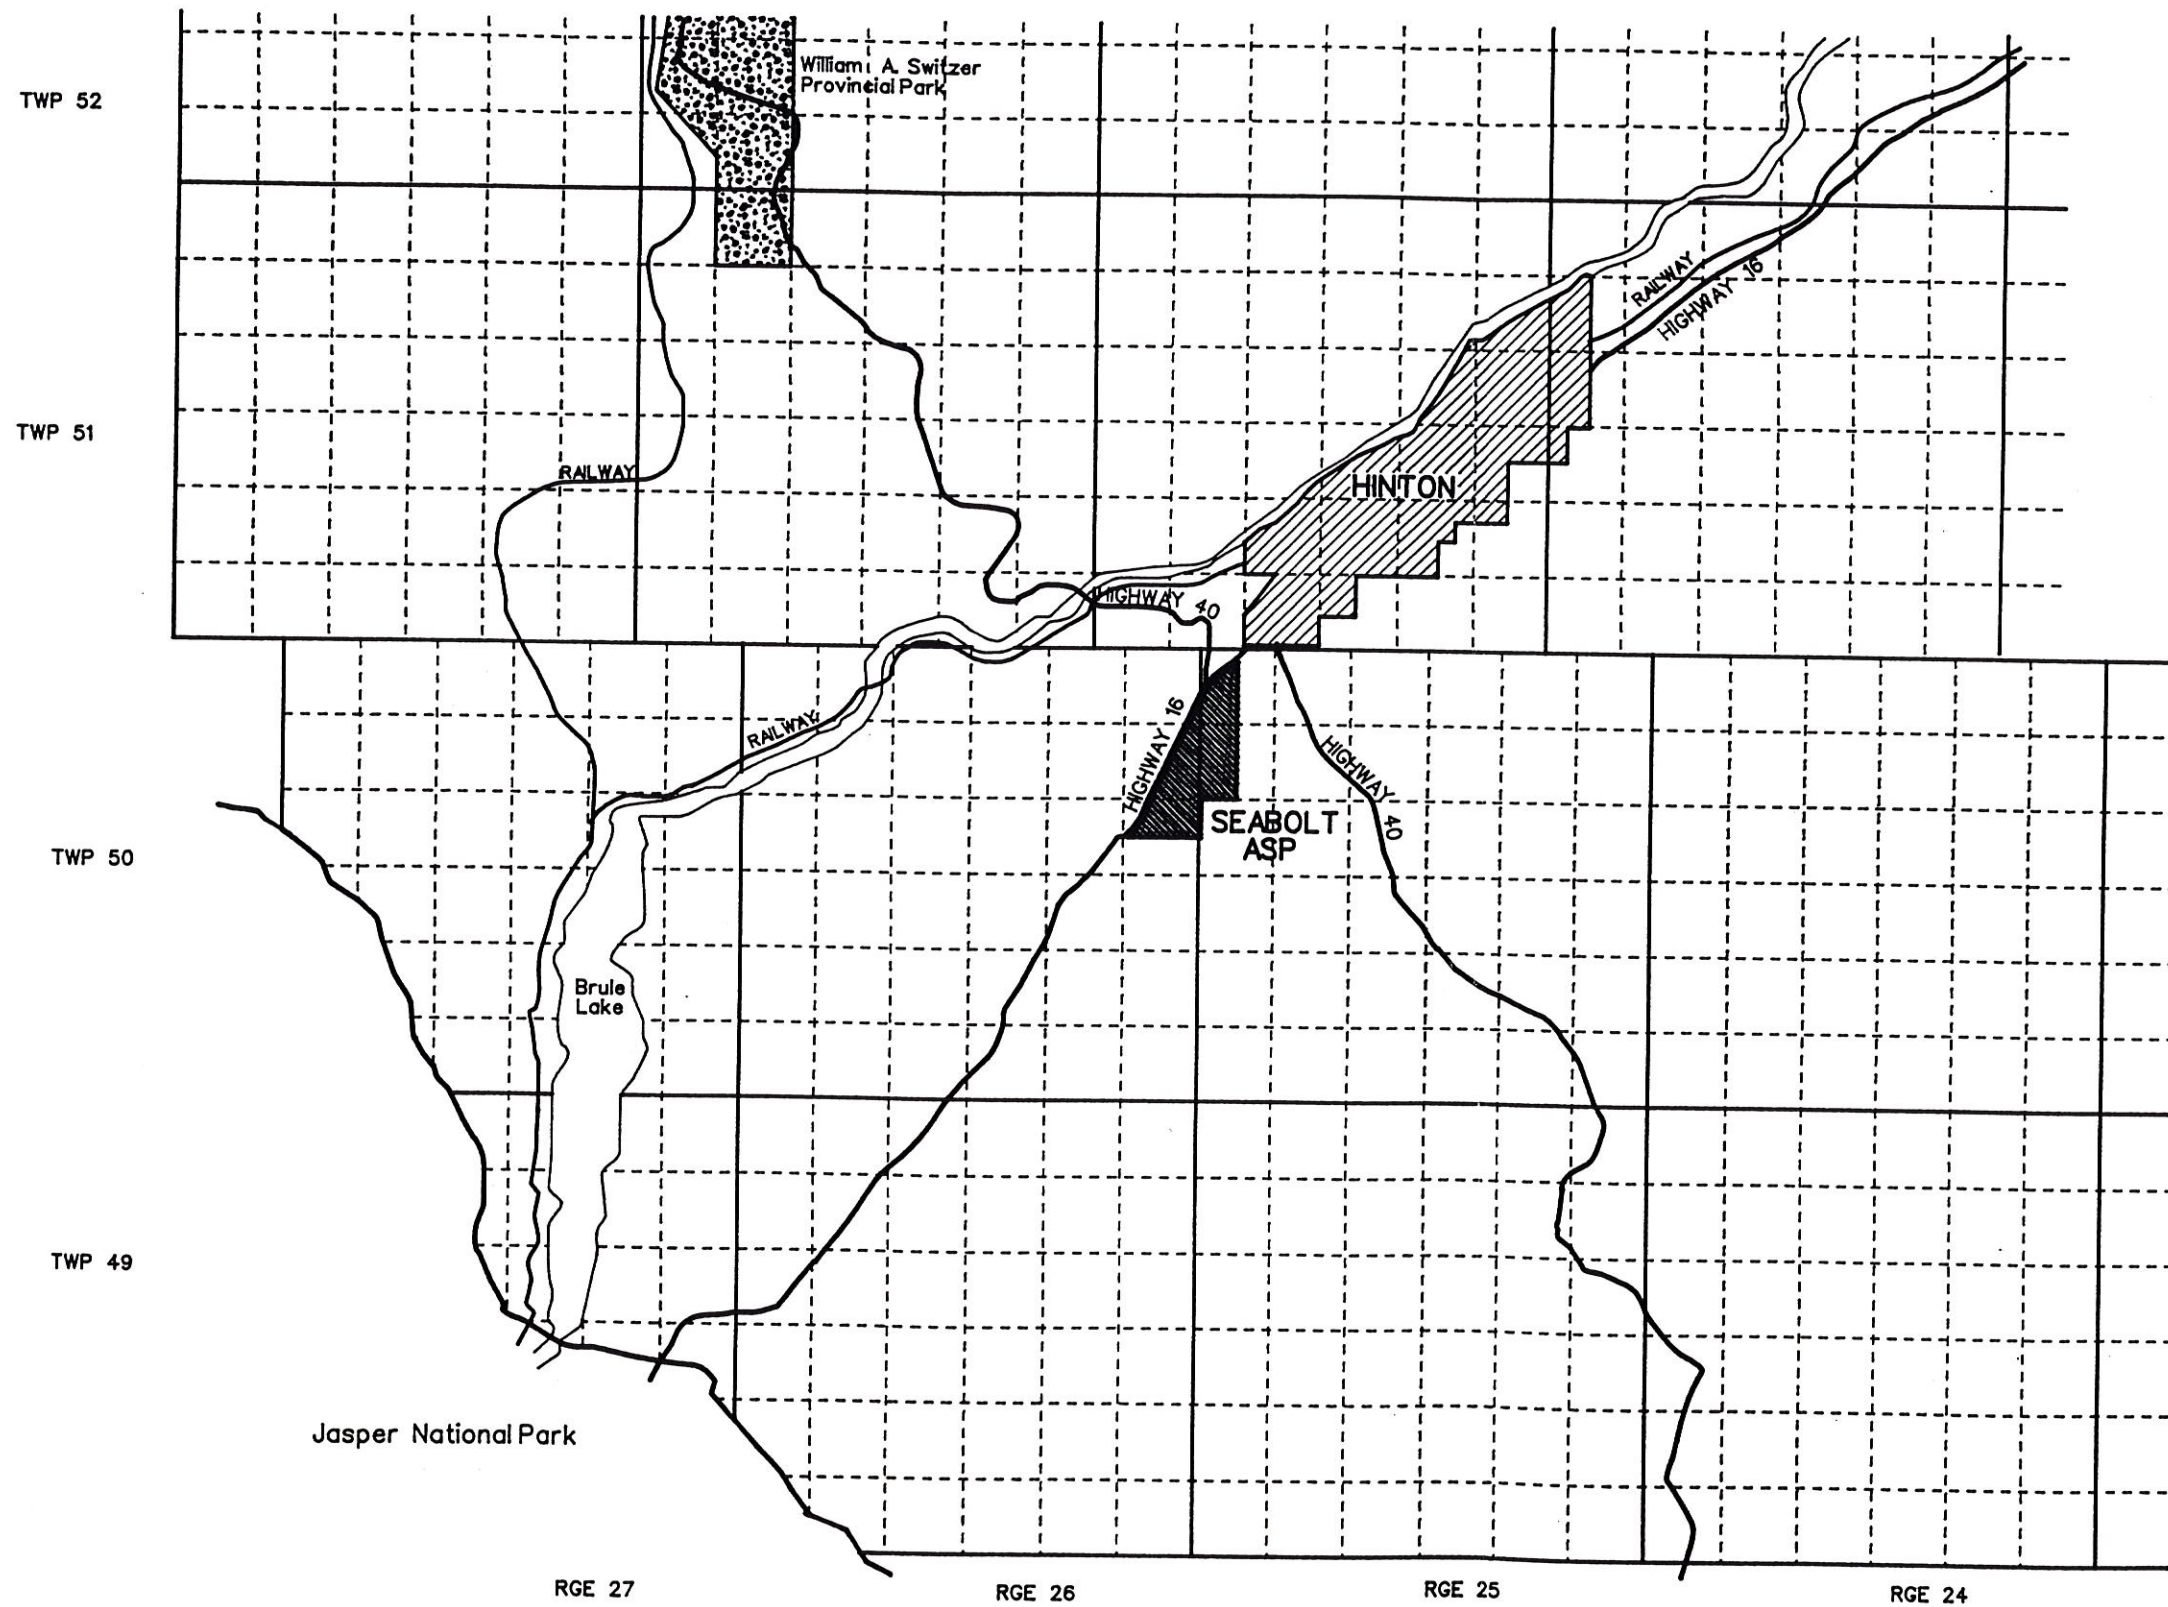 William A. Switzer
Provincial Park
TWP 52
RAILWAY
HIGHWAY 16
TWP 51
RAILWAY
HINTON
HIGHWAY 40
RAILWAY
HIGHWAY 16
HIGHWAY 40
SEABOLT
ASP
TWP 50
Brule
Lake
TWP 49
Jasper National Park
RGE 27
RGE 26
RGE 25
RGE 24